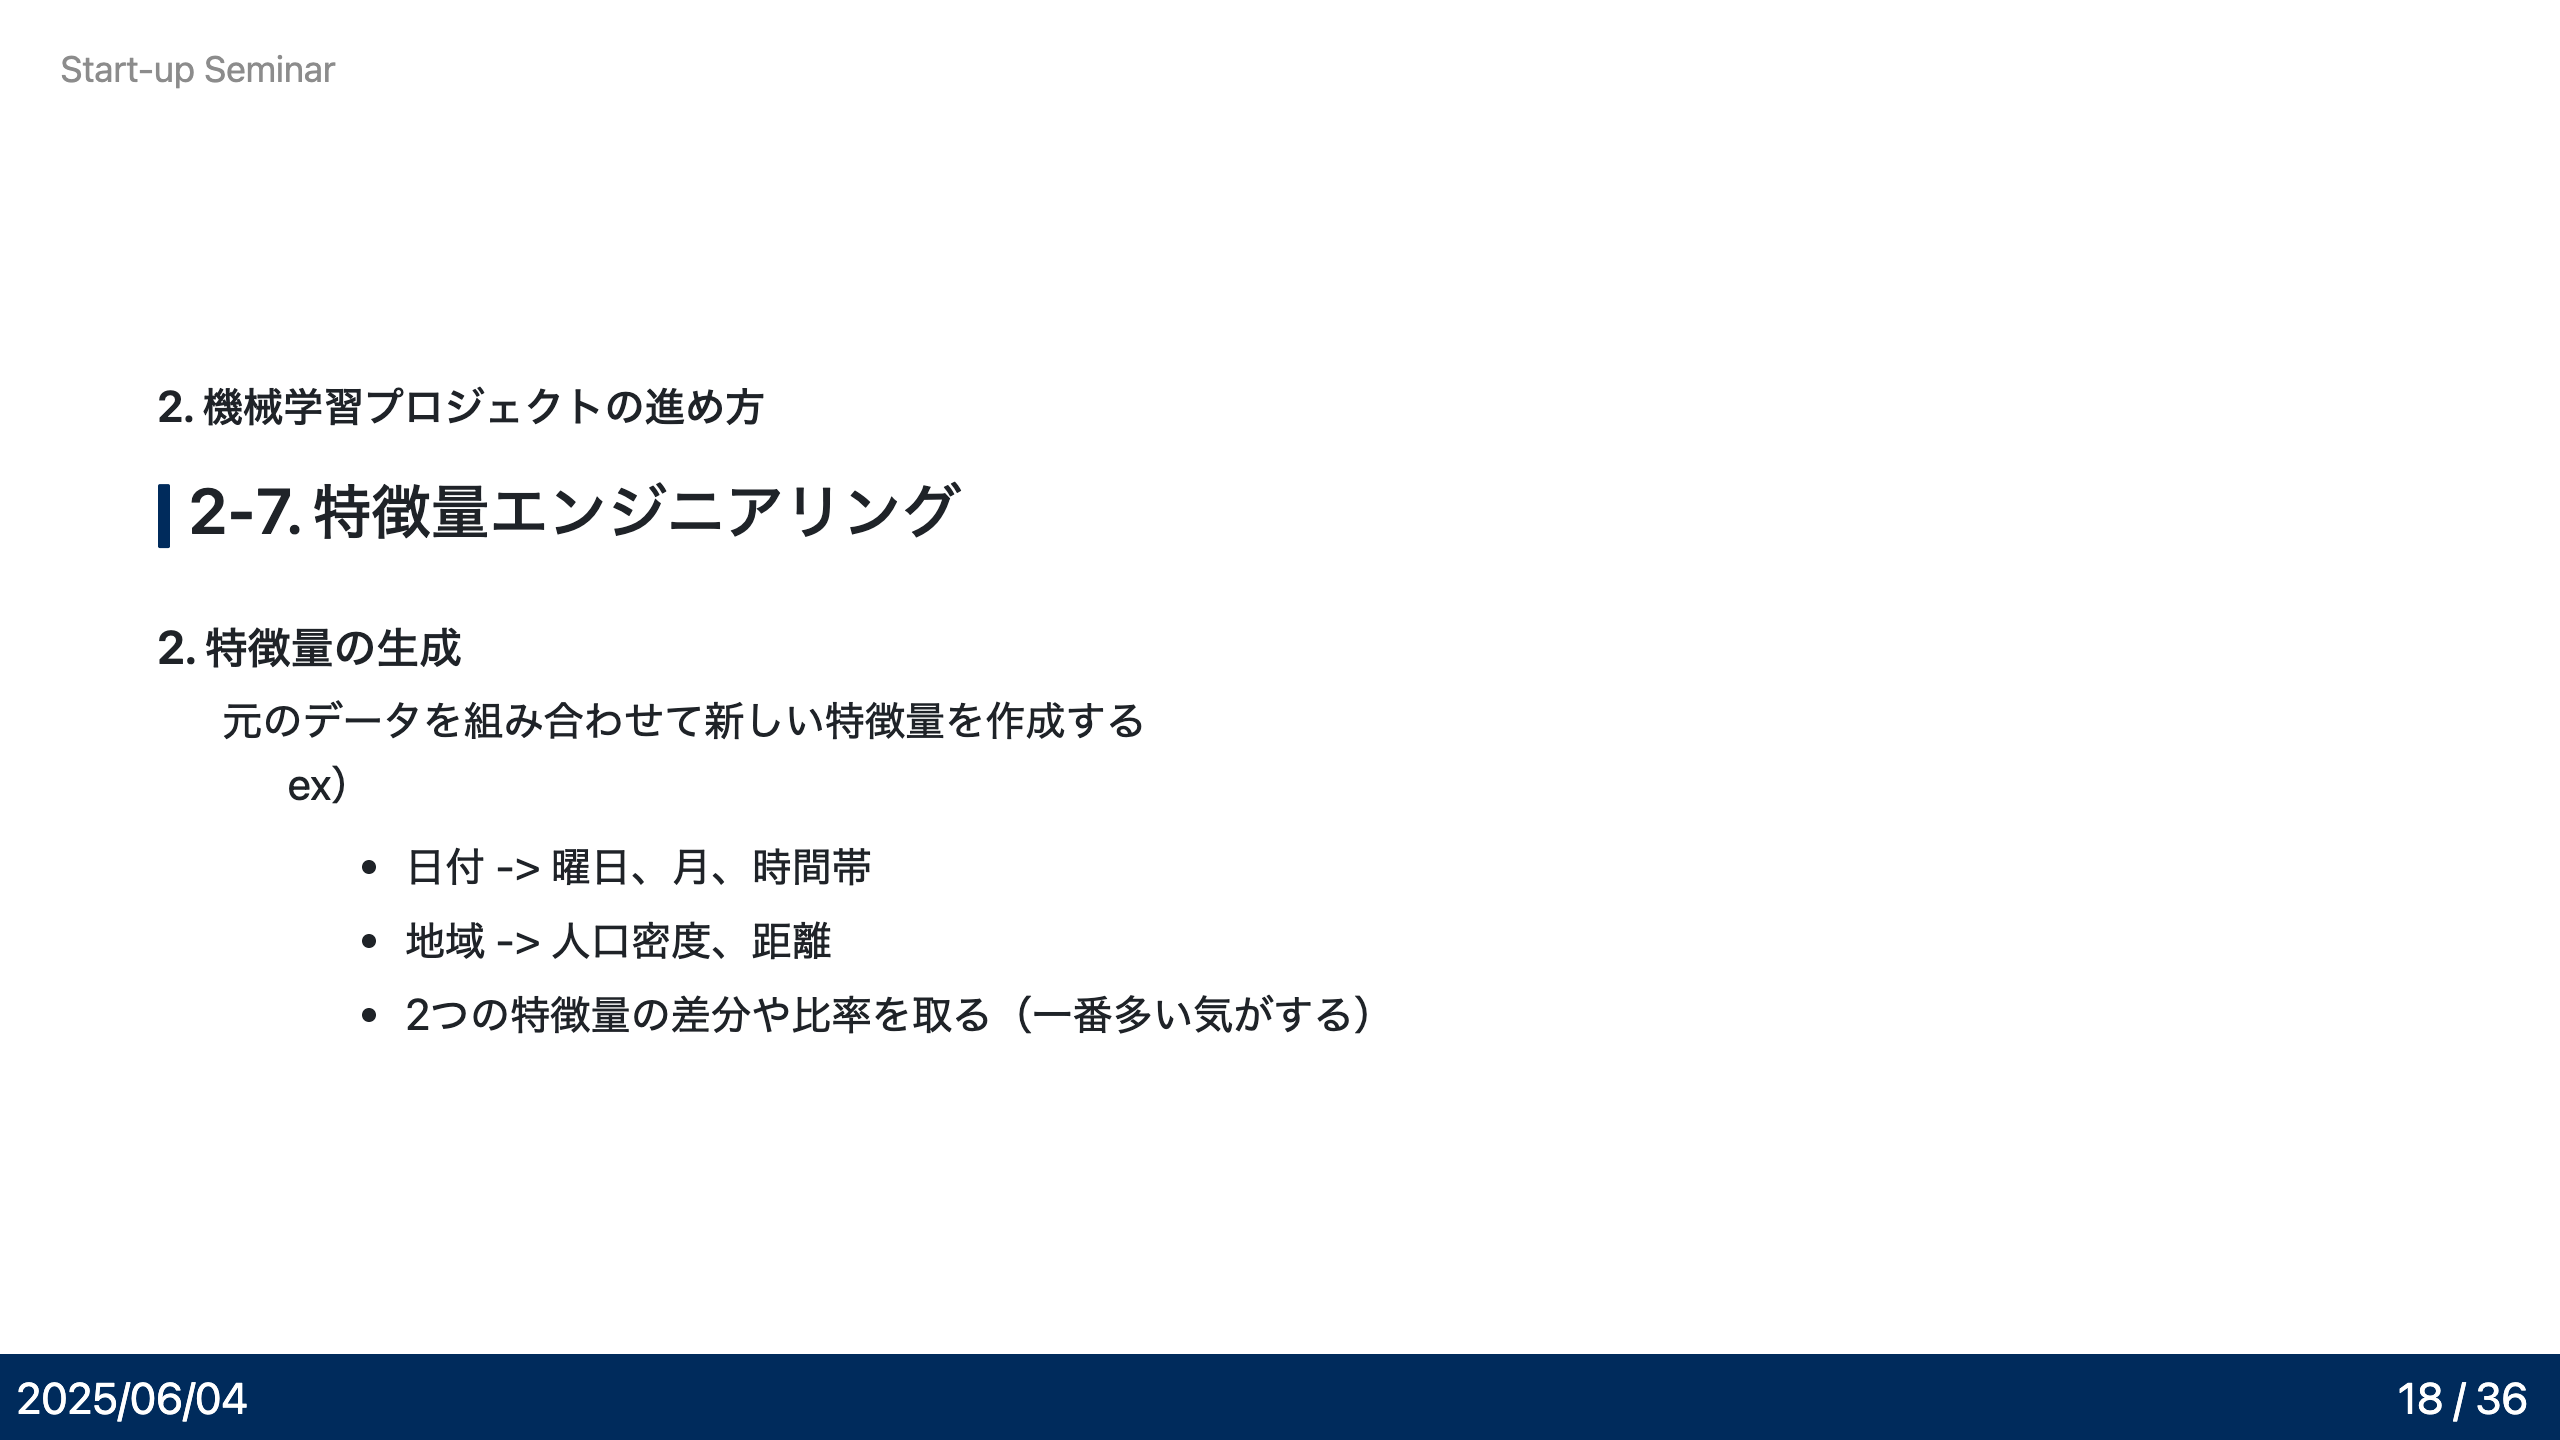 Start-up Seminar
2. 機械学習プロジェクトの進め方
2-7. 特徴量エンジニアリング
2. 特徴量の生成
元のデータを組み合わせて新しい特徴量を作成する
ex）
• 日付 -> 曜日、月、時間帯
• 地域 -> 人口密度、距離
• 2つの特徴量の差分や比率を取る（一番多い気がする）
2025/06/04
18 / 36